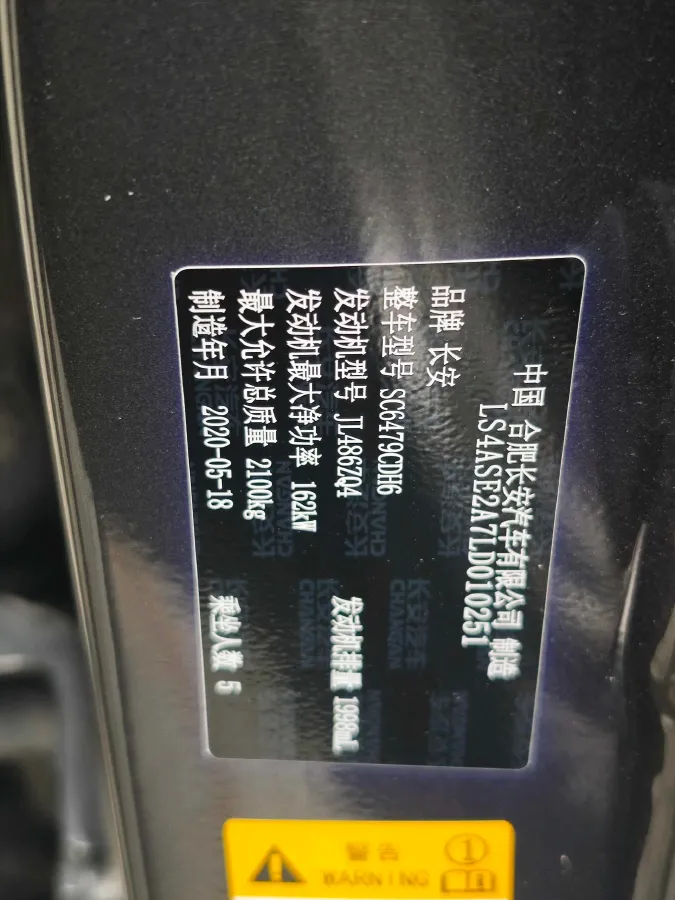 中国 合肥长安汽车有限公司 制造
LS4ASE2A7LD010251
品牌 长安
整车型号 SC6479CDH6
发动机型号 JL486ZQ4 发动机排量 1998mL
发动机最大净功率 162kW
最大允许总质量 2100kg
制造年月 2020-05-18 乘坐人数 5
WARNING